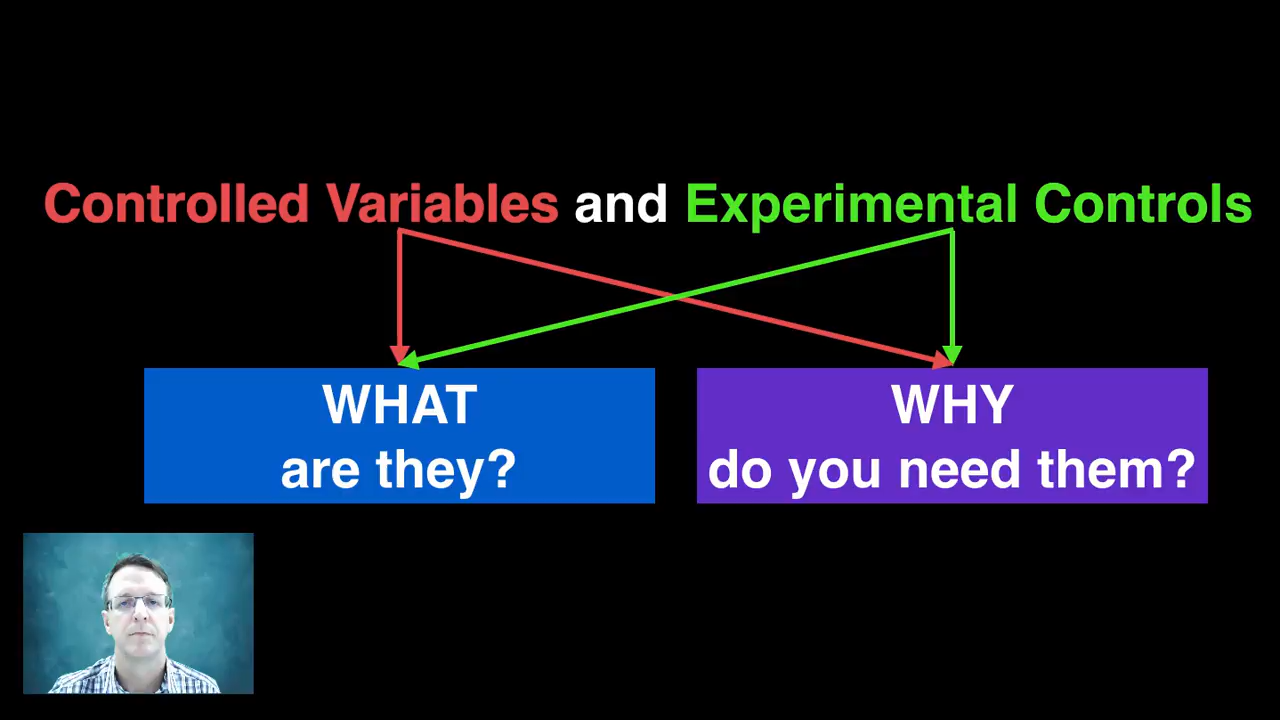 Controlled Variables and Experimental Controls
WHAT
are they?
WHY
do you need them?